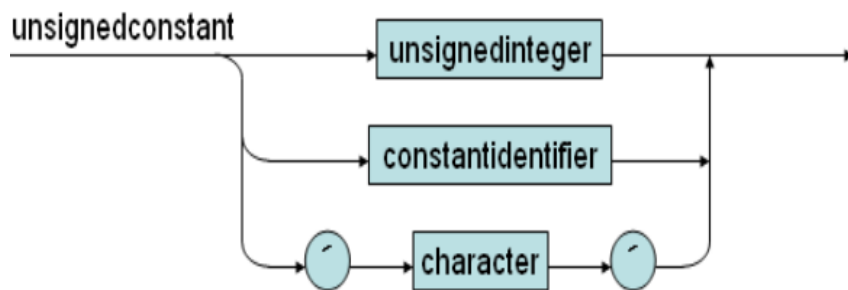 unsignedconstant
unsignedinteger
constantidentifier
´ character ´